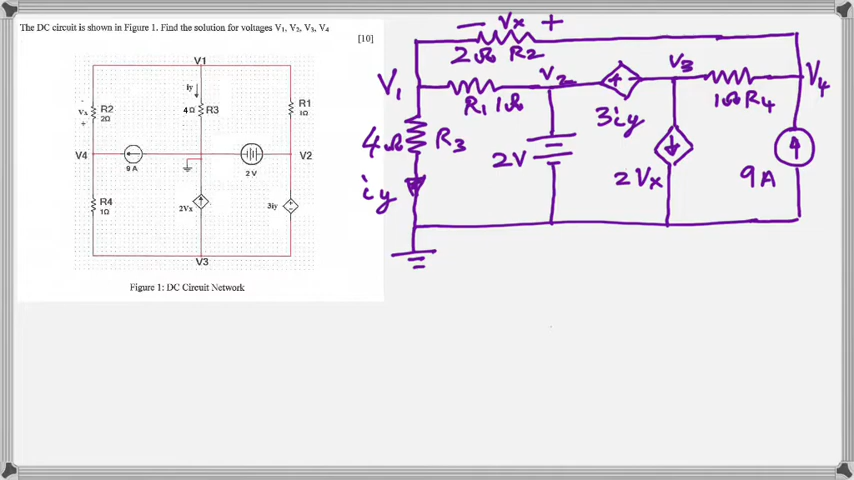 The DC circuit is shown in Figure 1. Find the solution for voltages V1, V2, V3, V4
[10]
V1
Iy
R2
2Ω
-
Vx
+
4Ω R3
R1
1Ω
V4
9 A
2 V
V2
R4
1Ω
2Vx
3iy
+
-
V3
Figure 1: DC Circuit Network
- Vx +
2Ω R2
V1
R1 1Ω
V2
+ -
3iy
V3
1Ω R4
V4
4Ω R3
iy
2V
2Vx
9A